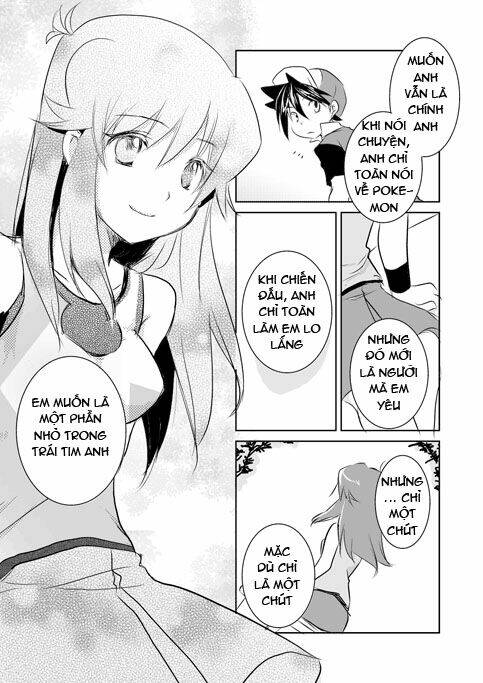 MUỐN
ANH
VẪN LÀ
CHÍNH
ANH
KHI NÓI
CHUYỆN,
ANH CHỈ
TOÀN NÓI
VỀ POKE-
MON
KHI CHIẾN
ĐẤU, ANH
CHỈ TOÀN
LÀM EM LO
LẮNG
NHƯNG
ĐÓ MỚI
LÀ NGƯỜI
MÀ EM
YÊU
NHƯNG
... CHỈ
MỘT
CHÚT
MẶC
DÙ CHỈ
LÀ MỘT
CHÚT
EM MUỐN LÀ
MỘT PHẦN
NHỎ TRONG
TRÁI TIM ANH